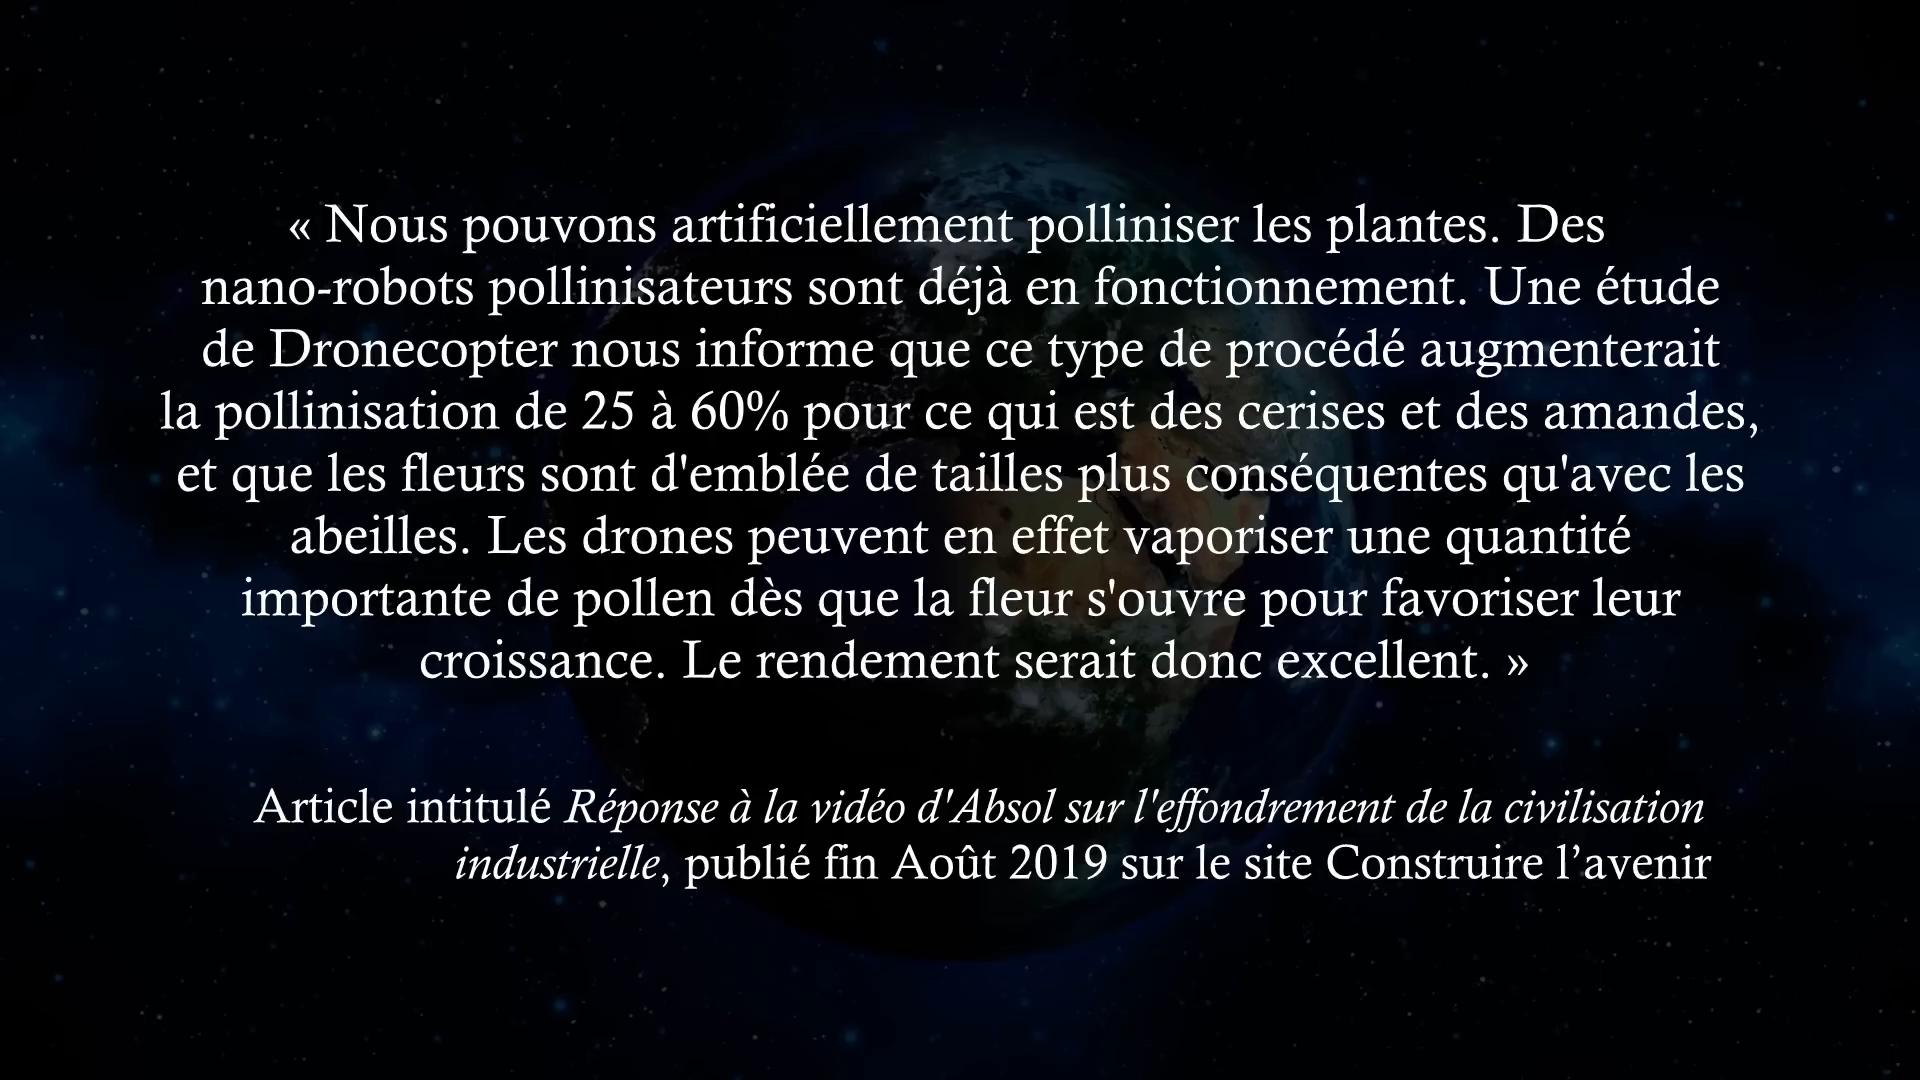 « Nous pouvons artificiellement polliniser les plantes. Des
nano-robots pollinisateurs sont déjà en fonctionnement. Une étude
de Dronecopter nous informe que ce type de procédé augmenterait
la pollinisation de 25 à 60% pour ce qui est des cerises et des amandes,
et que les fleurs sont d'emblée de tailles plus conséquentes qu'avec les
abeilles. Les drones peuvent en effet vaporiser une quantité
importante de pollen dès que la fleur s'ouvre pour favoriser leur
croissance. Le rendement serait donc excellent. »
Article intitulé Réponse à la vidéo d'Absol sur l'effondrement de la civilisation
industrielle, publié fin Août 2019 sur le site Construire l’avenir